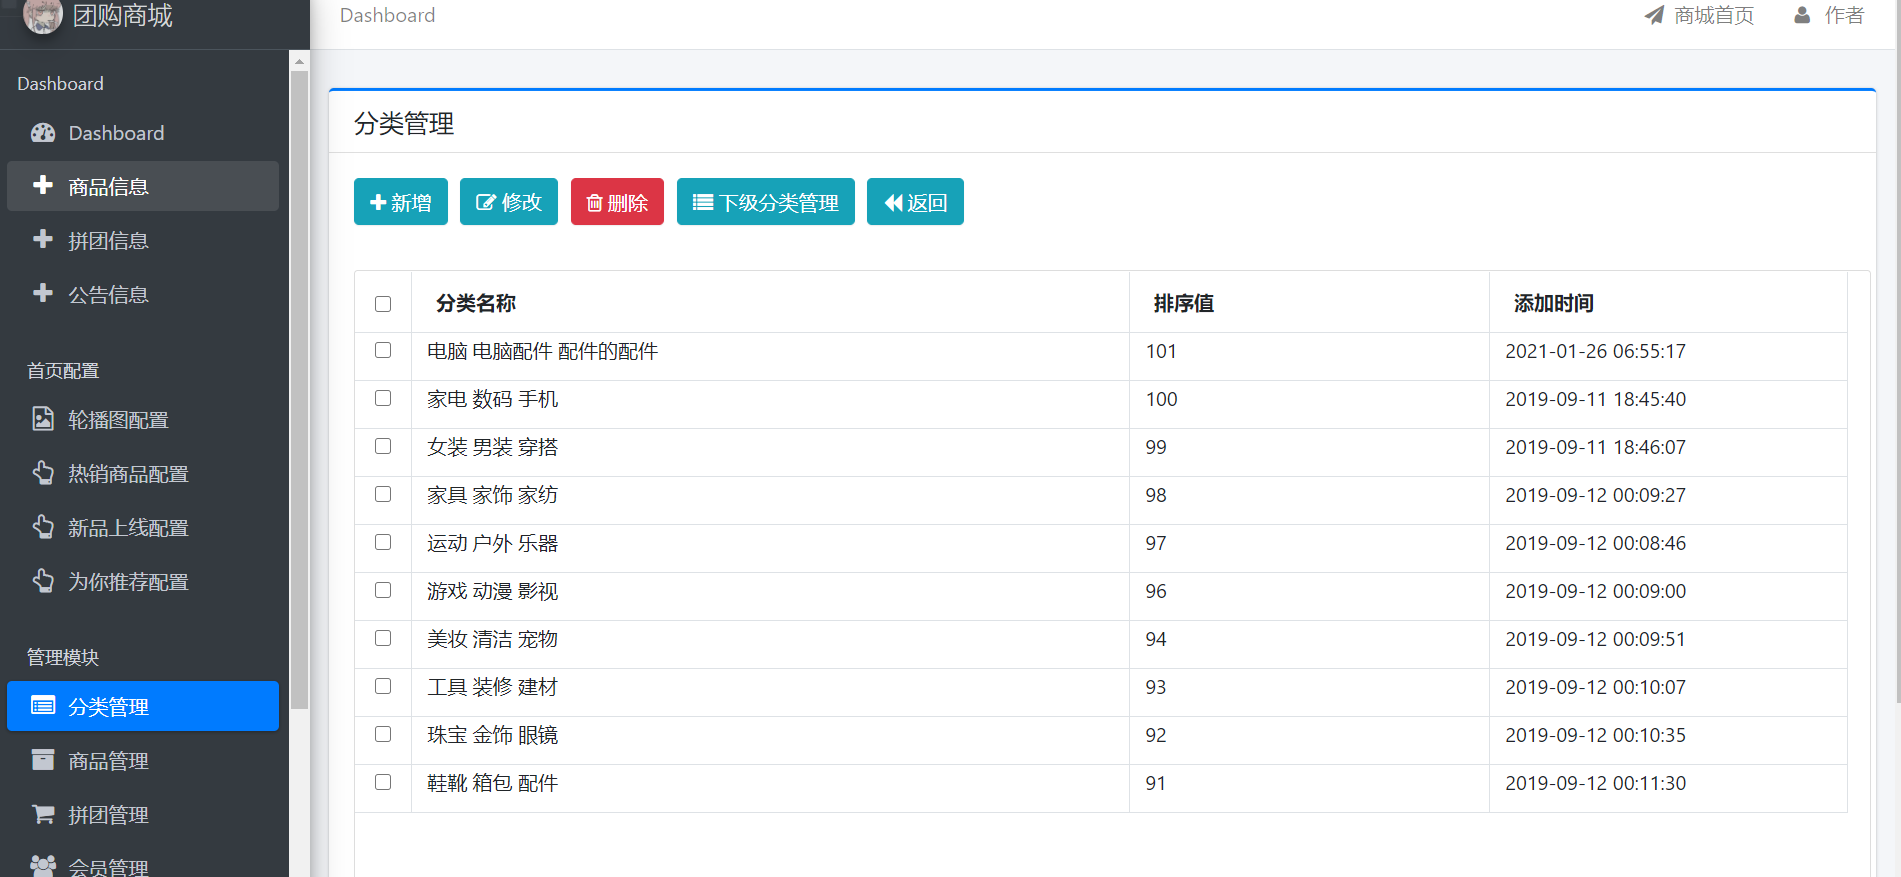 团购商城
Dashboard
商城首页
作者
Dashboard
Dashboard
商品信息
拼团信息
公告信息
首页配置
轮播图配置
热销商品配置
新品上线配置
为你推荐配置
管理模块
分类管理
商品管理
拼团管理
会员管理
分类管理
新增 修改 删除 下级分类管理 返回
分类名称 排序值 添加时间
电脑 电脑配件 配件的配件 101 2021-01-26 06:55:17
家电 数码 手机 100 2019-09-11 18:45:40
女装 男装 穿搭 99 2019-09-11 18:46:07
家具 家饰 家纺 98 2019-09-12 00:09:27
运动 户外 乐器 97 2019-09-12 00:08:46
游戏 动漫 影视 96 2019-09-12 00:09:00
美妆 清洁 宠物 94 2019-09-12 00:09:51
工具 装修 建材 93 2019-09-12 00:10:07
珠宝 金饰 眼镜 92 2019-09-12 00:10:35
鞋靴 箱包 配件 91 2019-09-12 00:11:30